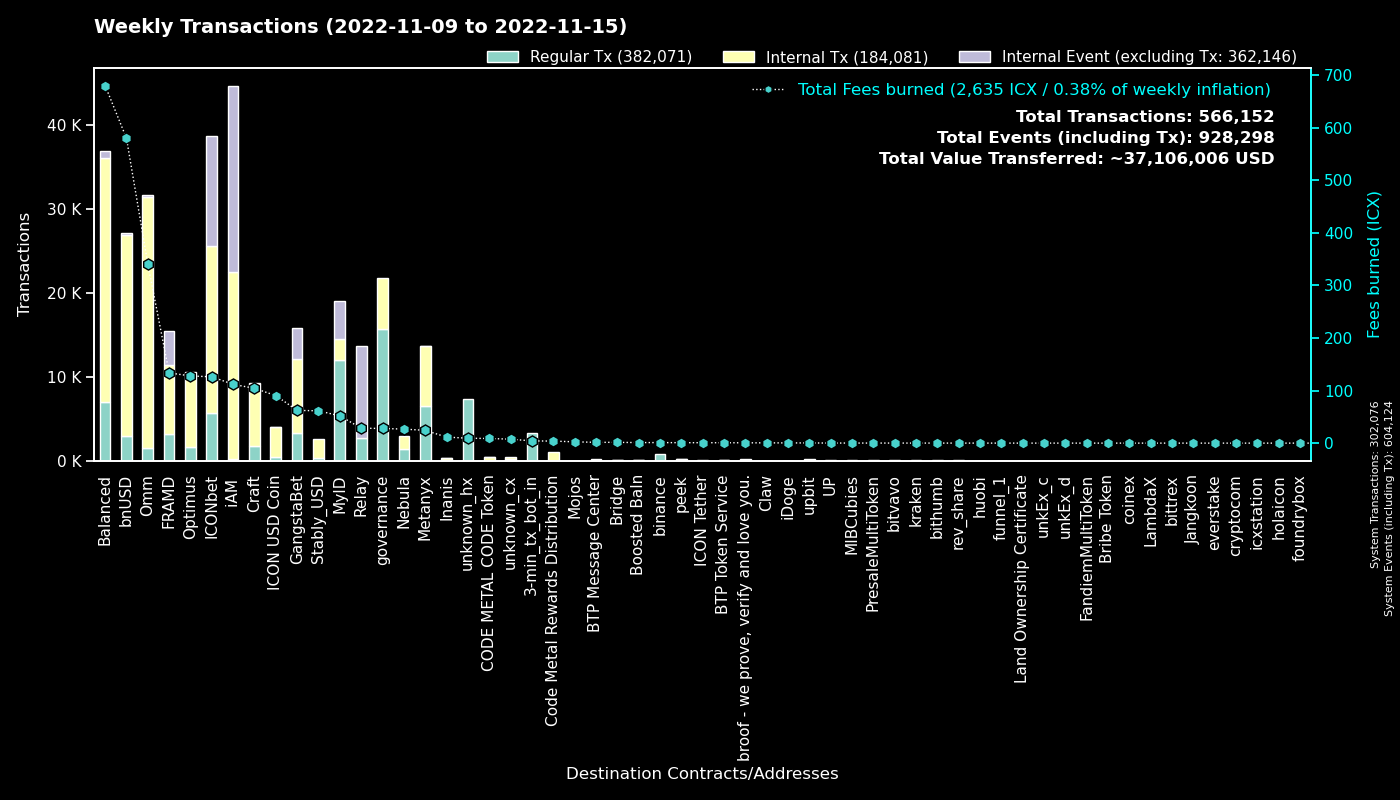 Weekly Transactions (2022-11-09 to 2022-11-15)
Regular Tx (382,071)
Internal Tx (184,081)
Internal Event (excluding Tx: 362,146)
Total Fees burned (2,635 ICX / 0.38% of weekly inflation)
Total Transactions: 566,152
Total Events (including Tx): 928,298
Total Value Transferred: ~37,106,006 USD
Transactions
40 K
30 K
20 K
10 K
0 K
700
600
500
400
300
200
100
0
Fees burned (ICX)
System Transactions: 302,076
System Events (including Tx): 604,124
Balanced
bnUSD
Omm
FRAMD
Optimus
ICONbet
iAM
Craft
ICON USD Coin
GangstaBet
Stably_USD
MyID
Relay
governance
Nebula
Metanyx
Inanis
unknown_hx
CODE METAL CODE Token
unknown_cx
3-min_tx_bot_in
Code Metal Rewards Distribution
Mojos
BTP Message Center
Bridge
Boosted Baln
binance
peek
ICON Tether
BTP Token Service
broof - we prove, verify and love you.
Claw
iDoge
upbit
UP
MIBCubies
PresaleMultiToken
bitvavo
kraken
bithumb
rev_share
huobi
funnel_1
Land Ownership Certificate
unkEx_c
unkEx_d
FandiemMultiToken
Bribe Token
coinex
LambdaX
bittrex
Jangkoon
everstake
cryptocom
icxstation
holaicon
foundrybox
Destination Contracts/Addresses